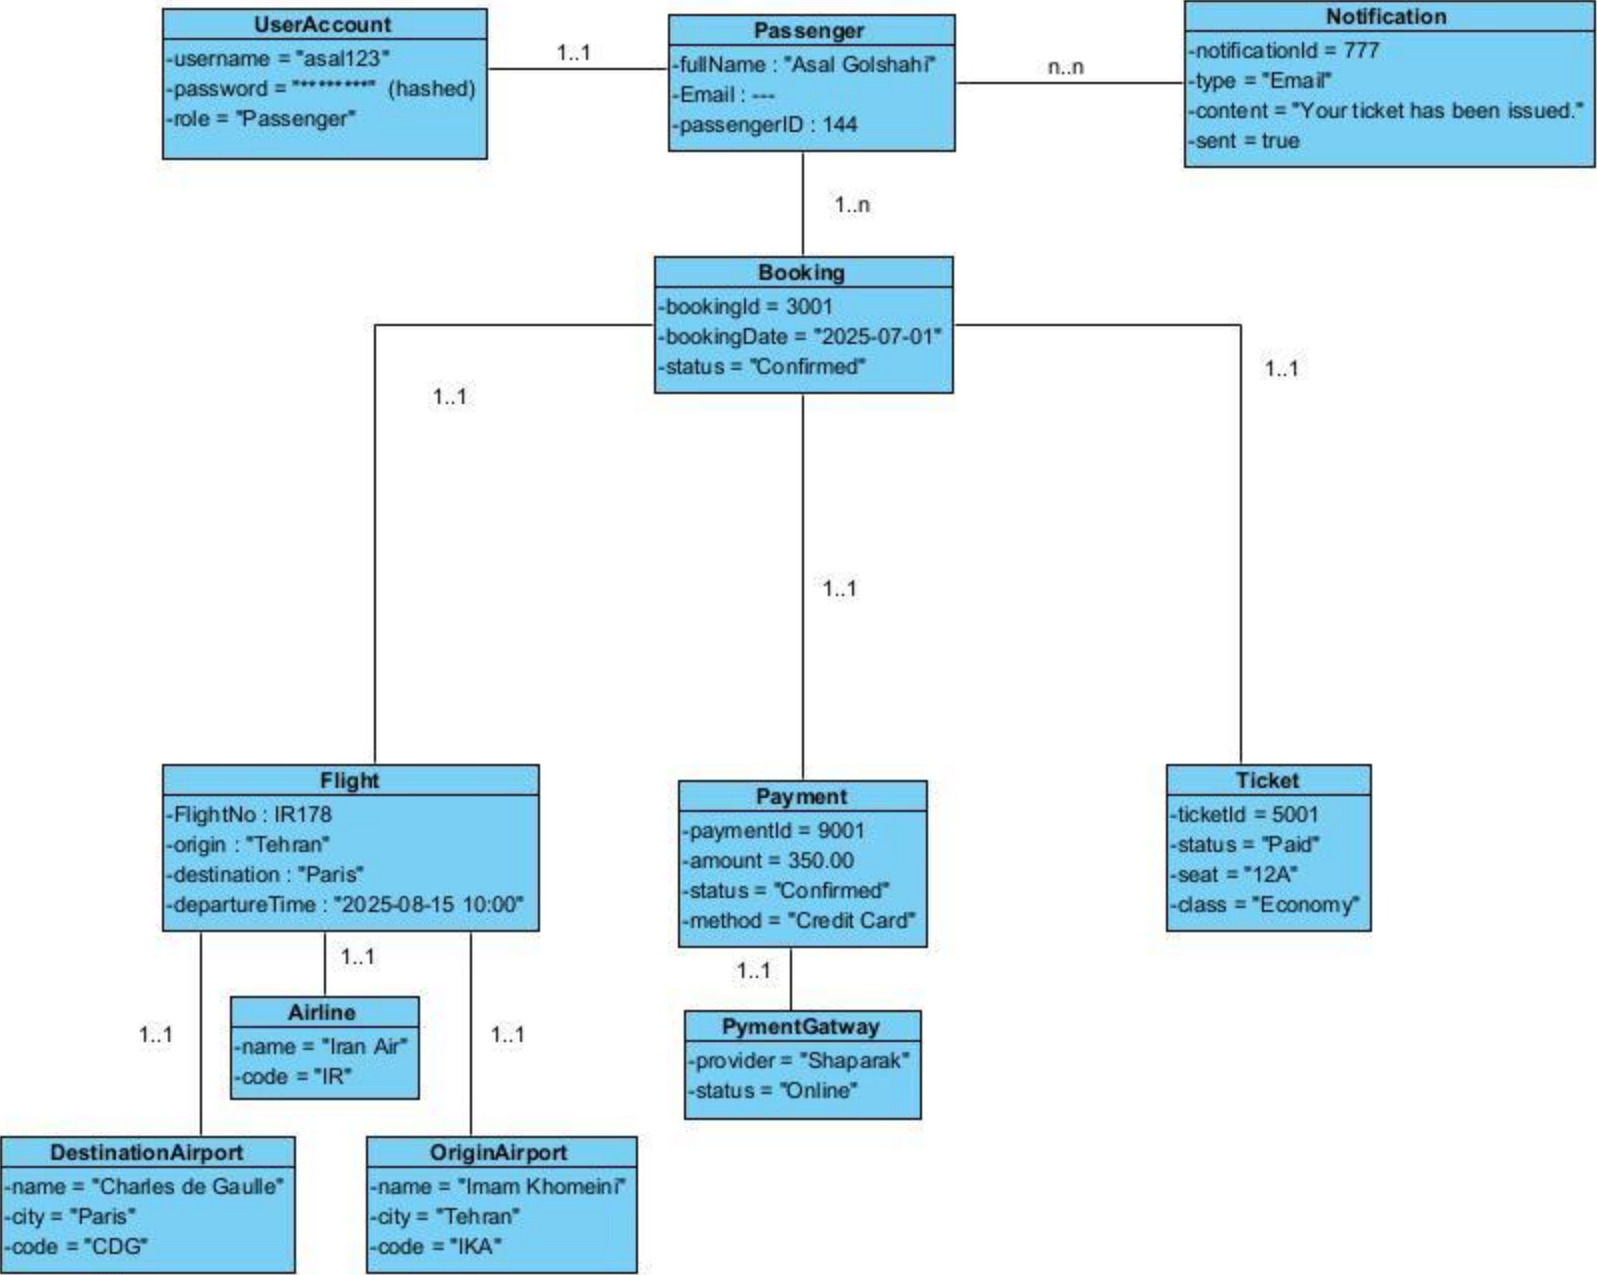 UserAccount
-username = "asal123"
-password = "********" (hashed)
-role = "Passenger"
1..1
Passenger
-fullName : "Asal Golshahi"
-Email : ---
-passengerID : 144
n..n
Notification
-notificationId = 777
-type = "Email"
-content = "Your ticket has been issued."
-sent = true
1..n
Booking
-bookingId = 3001
-bookingDate = "2025-07-01"
-status = "Confirmed"
1..1
1..1
1..1
Flight
-FlightNo : IR178
-origin : "Tehran"
-destination : "Paris"
-departureTime : "2025-08-15 10:00"
Payment
-paymentId = 9001
-amount = 350.00
-status = "Confirmed"
-method = "Credit Card"
Ticket
-ticketId = 5001
-status = "Paid"
-seat = "12A"
-class = "Economy"
1..1
1..1
1..1
1..1
Airline
-name = "Iran Air"
-code = "IR"
PymentGatway
-provider = "Shaparak"
-status = "Online"
DestinationAirport
-name = "Charles de Gaulle"
-city = "Paris"
-code = "CDG"
OriginAirport
-name = "Imam Khomeini"
-city = "Tehran"
-code = "IKA"